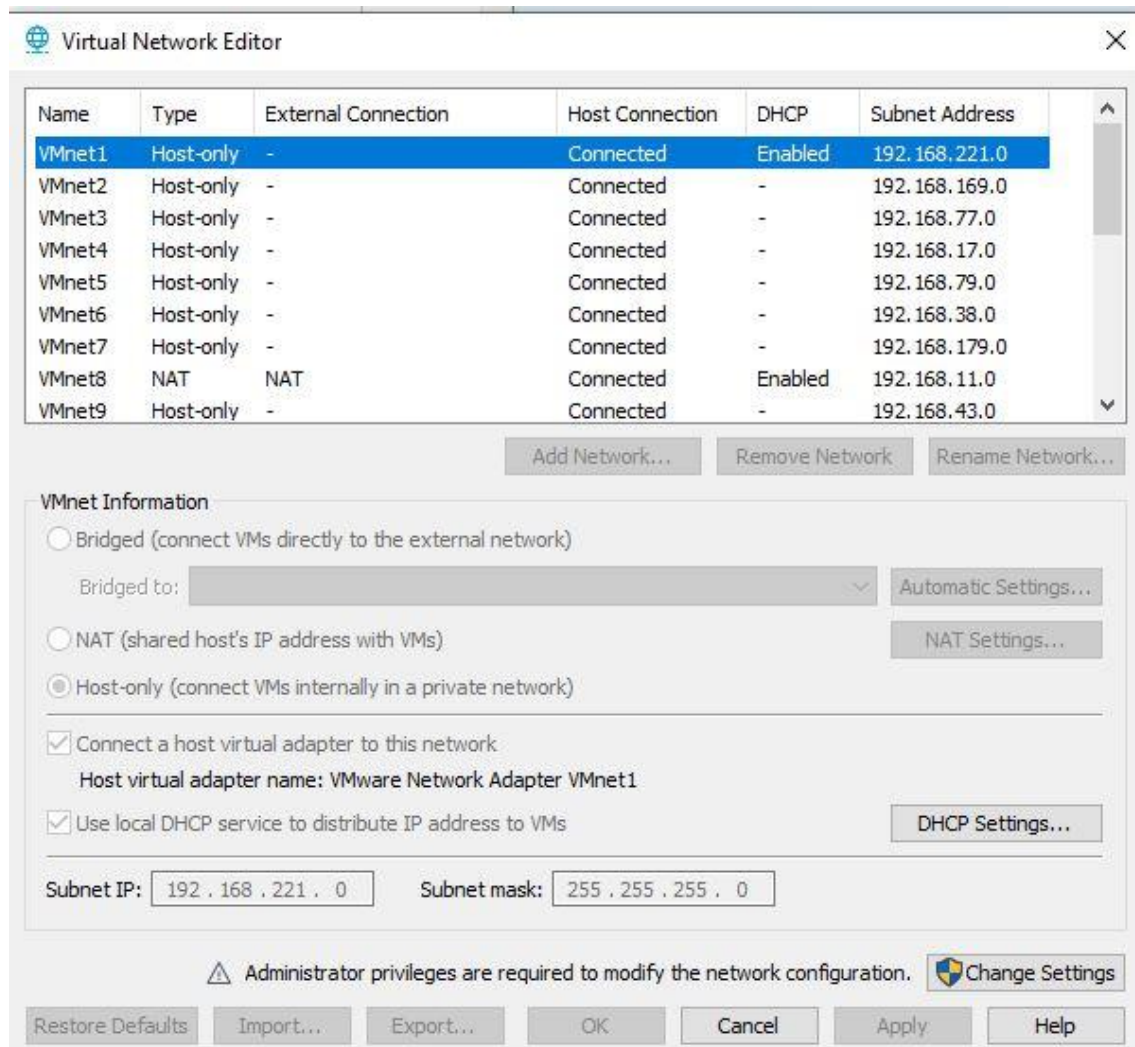 Virtual Network Editor
Name Type External Connection Host Connection DHCP Subnet Address
VMnet1 Host-only - Connected Enabled 192.168.221.0
VMnet2 Host-only - Connected - 192.168.169.0
VMnet3 Host-only - Connected - 192.168.77.0
VMnet4 Host-only - Connected - 192.168.17.0
VMnet5 Host-only - Connected - 192.168.79.0
VMnet6 Host-only - Connected - 192.168.38.0
VMnet7 Host-only - Connected - 192.168.179.0
VMnet8 NAT NAT Connected Enabled 192.168.11.0
VMnet9 Host-only - Connected - 192.168.43.0
Add Network... Remove Network Rename Network...
VMnet Information
Bridged (connect VMs directly to the external network)
Bridged to: Automatic Settings...
NAT (shared host's IP address with VMs) NAT Settings...
Host-only (connect VMs internally in a private network)
Connect a host virtual adapter to this network
Host virtual adapter name: VMware Network Adapter VMnet1
Use local DHCP service to distribute IP address to VMs DHCP Settings...
Subnet IP: 192 . 168 . 221 . 0 Subnet mask: 255 . 255 . 255 . 0
Administrator privileges are required to modify the network configuration. Change Settings
Restore Defaults Import... Export... OK Cancel Apply Help